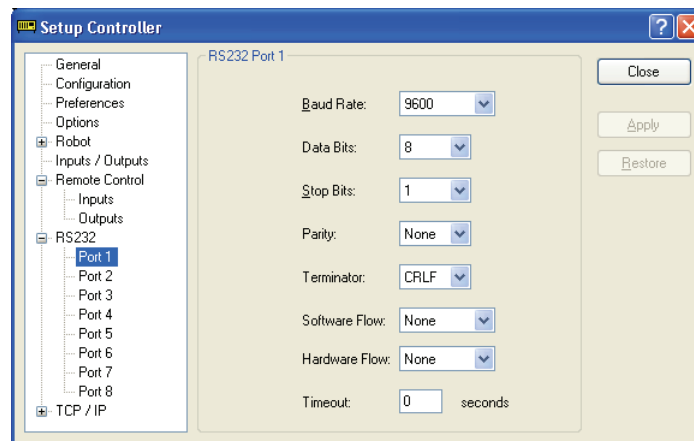 Setup Controller
General
Configuration
Preferences
Options
Robot
Inputs / Outputs
Remote Control
Inputs
Outputs
RS232
Port 1
Port 2
Port 3
Port 4
Port 5
Port 6
Port 7
Port 8
TCP / IP
RS232 Port 1
Baud Rate: 9600
Data Bits: 8
Stop Bits: 1
Parity: None
Terminator: CRLF
Software Flow: None
Hardware Flow: None
Timeout: 0 seconds
Close
Apply
Restore